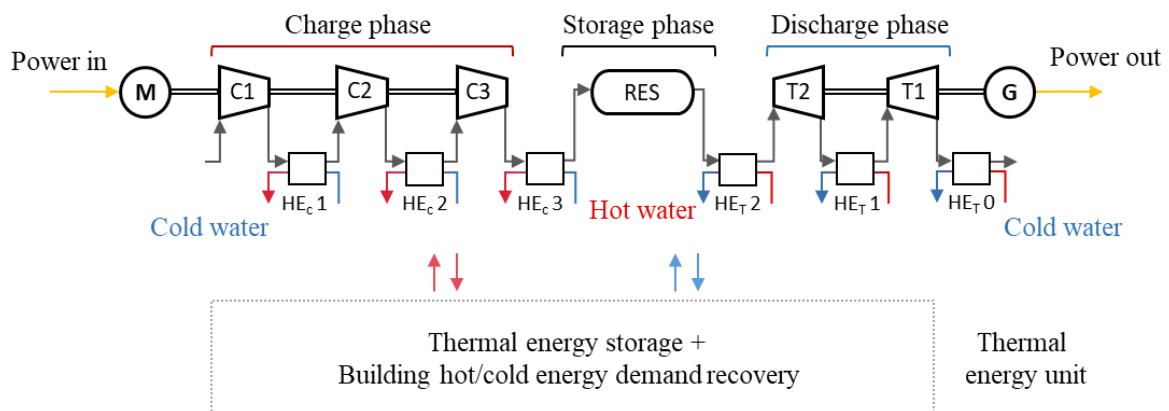 Charge phase
Storage phase
Discharge phase
Power in
Power out
M
C1
C2
C3
RES
T2
T1
G
HEc 1
HEc 2
HEc 3
HET 2
HET 1
HET 0
Cold water
Hot water
Cold water
Thermal energy storage +
Building hot/cold energy demand recovery
Thermal
energy unit